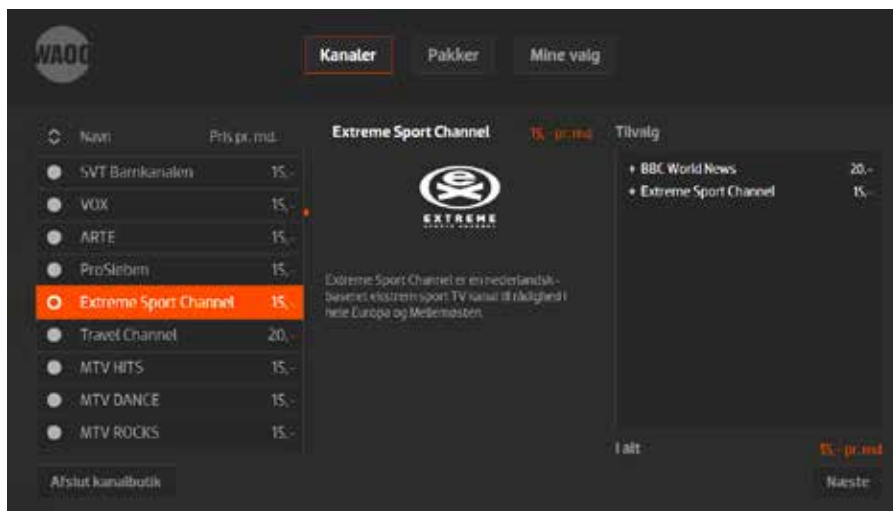 WAOO
Kanaler
Pakker
Mine valg
Navn Pris pr. md.
SVT Barnkanalen 15,-
VOX 15,-
ARTE 15,-
ProSieben 15,-
Extreme Sport Channel 15,-
Travel Channel 20,-
MTV HITS 15,-
MTV DANCE 15,-
MTV ROCKS 15,-
Afslut kanalbutik
Extreme Sport Channel 15,- pr. md
EXTREME
Extreme Sport Channel er en nederlandsk-
baseret ekstrem sport TV kanal til rådighed i
hele Europa og Mellemøsten.
Tilvalg
+ BBC World News 20,-
+ Extreme Sport Channel 15,-
I alt 15,- pr. md
Næste